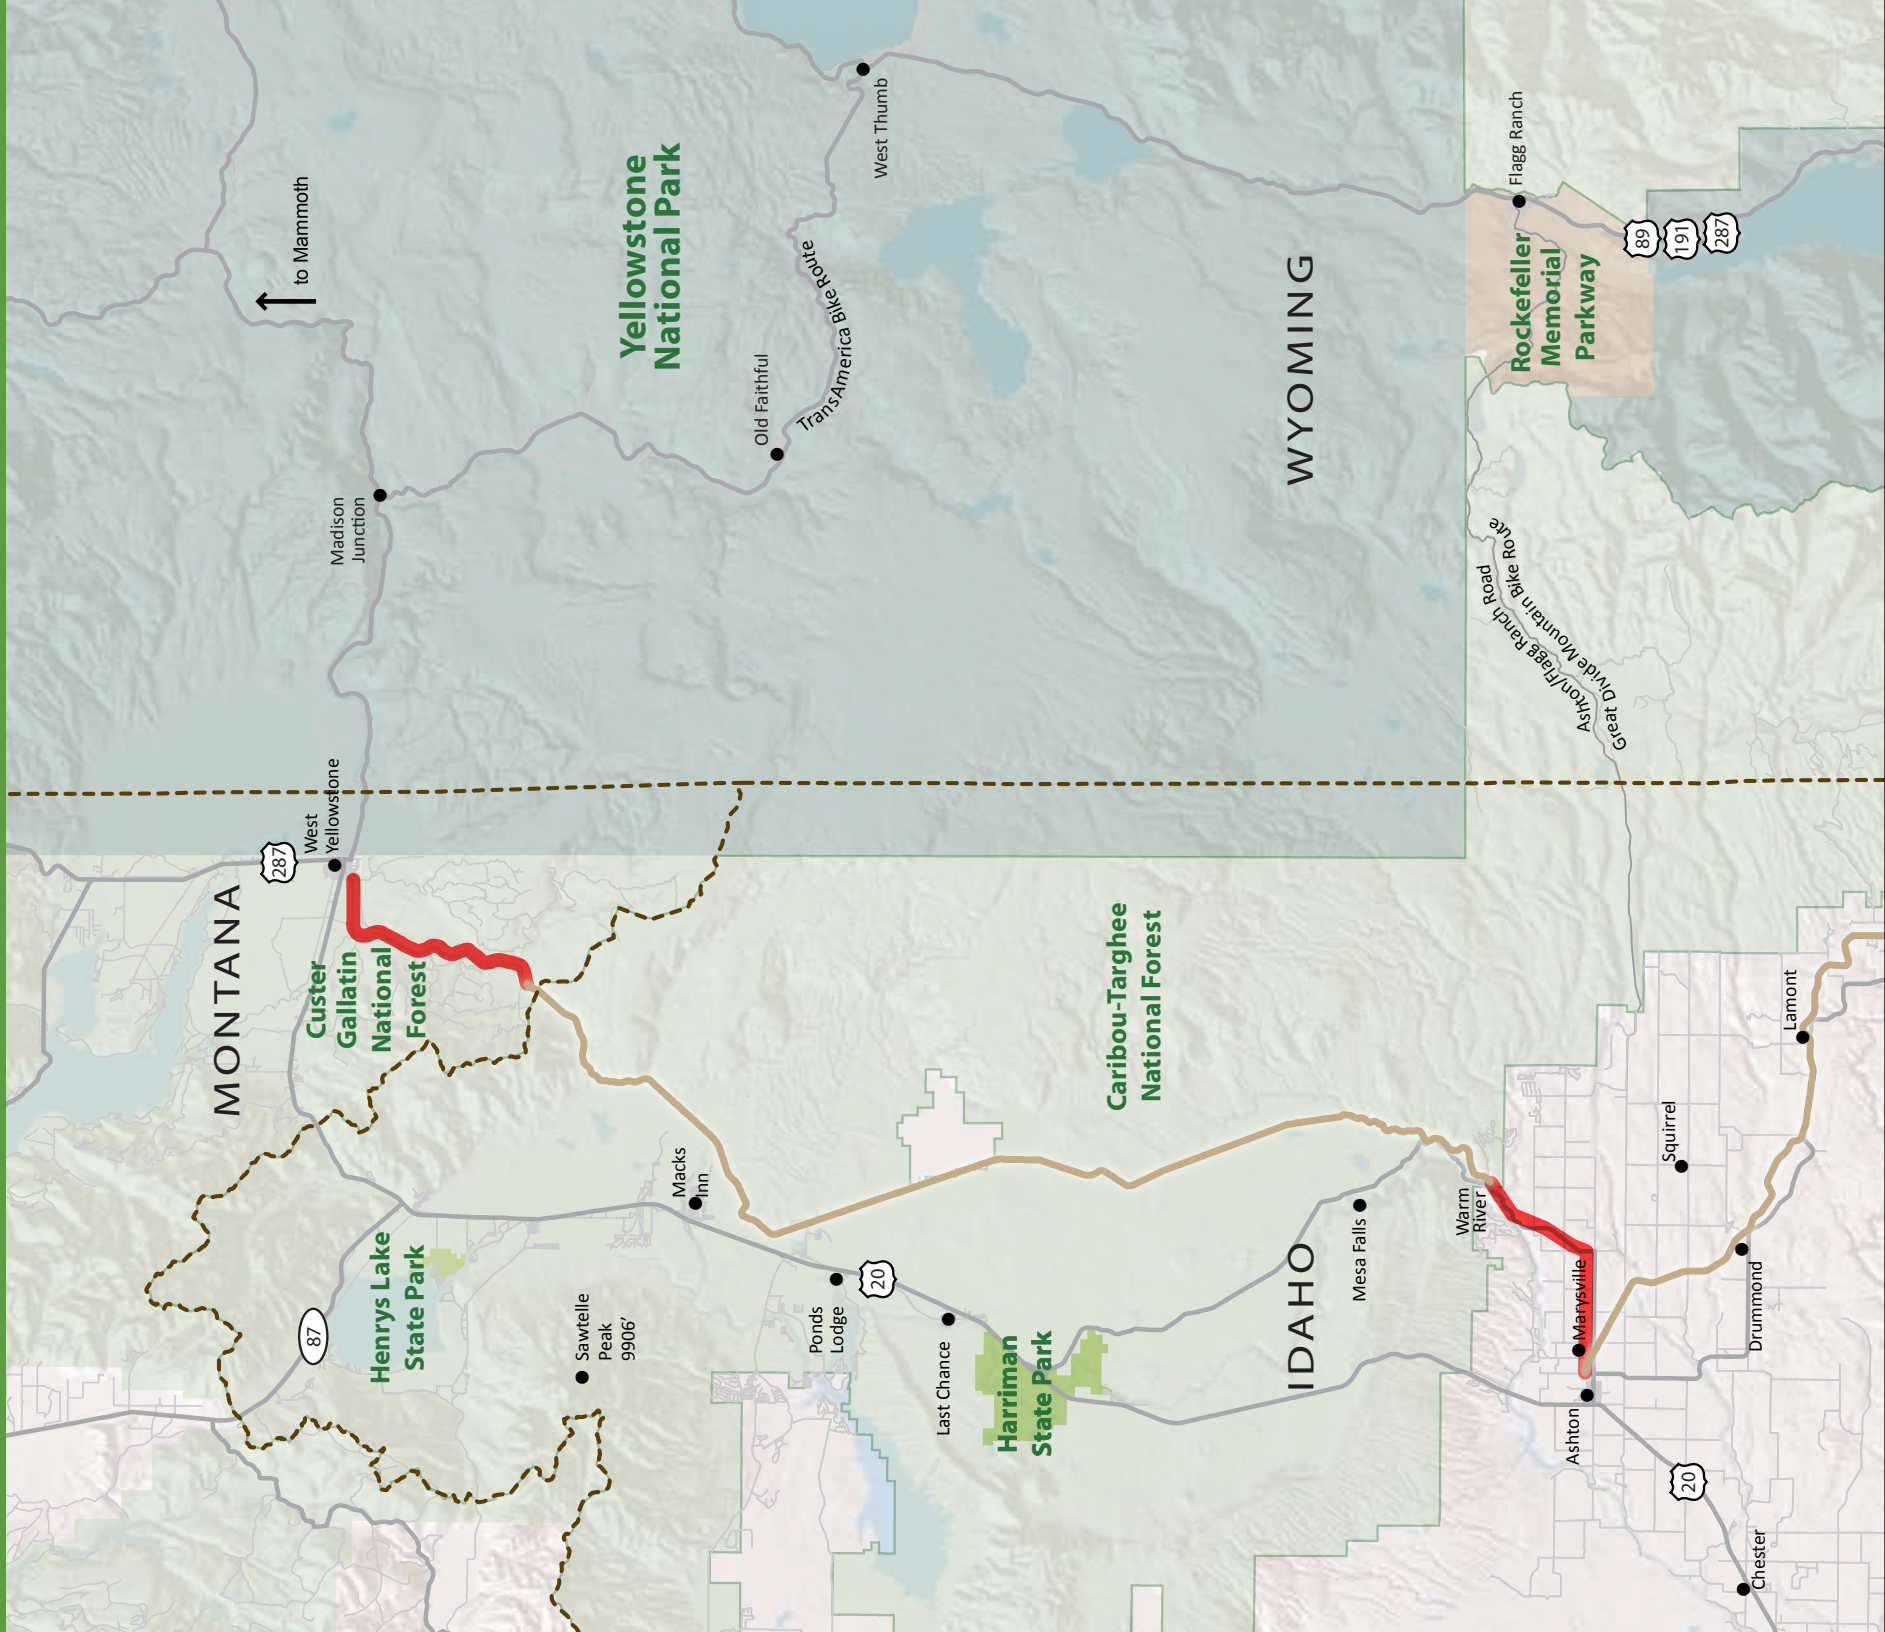 to Mammoth
Yellowstone
National Park
West Thumb
Flagg Ranch
Old Faithful
TransAmerica Bike Route
Madison
Junction
WYOMING
Rockefeller
Memorial
Parkway
89
191
287
Ashton/Flagg Ranch Road
Great Divide Mountain Bike Route
287
West
Yellowstone
MONTANA
Custer
Gallatin
National
Forest
Caribou-Targhee
National Forest
Lamont
Squirrel
Macks
Inn
Warm
River
Mesa Falls
IDAHO
Henrys Lake
State Park
87
Sawtelle
Peak
9906’
Ponds
Lodge
20
Last Chance
Harriman
State Park
Marysville
Drummond
Ashton
20
Chester